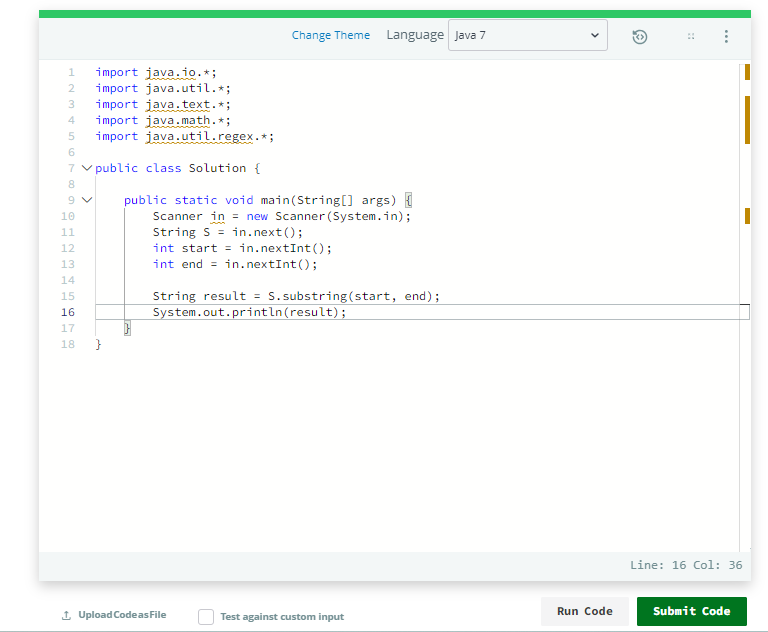 Change Theme Language Java 7
1 import java.io.*;
2 import java.util.*;
3 import java.text.*;
4 import java.math.*;
5 import java.util.regex.*;
6
7 public class Solution {
8
9 public static void main(String[] args) {
10 Scanner in = new Scanner(System.in);
11 String S = in.next();
12 int start = in.nextInt();
13 int end = in.nextInt();
14
15 String result = S.substring(start, end);
16 System.out.println(result);
17 }
18 }
Line: 16 Col: 36
Upload Code as File Test against custom input Run Code Submit Code